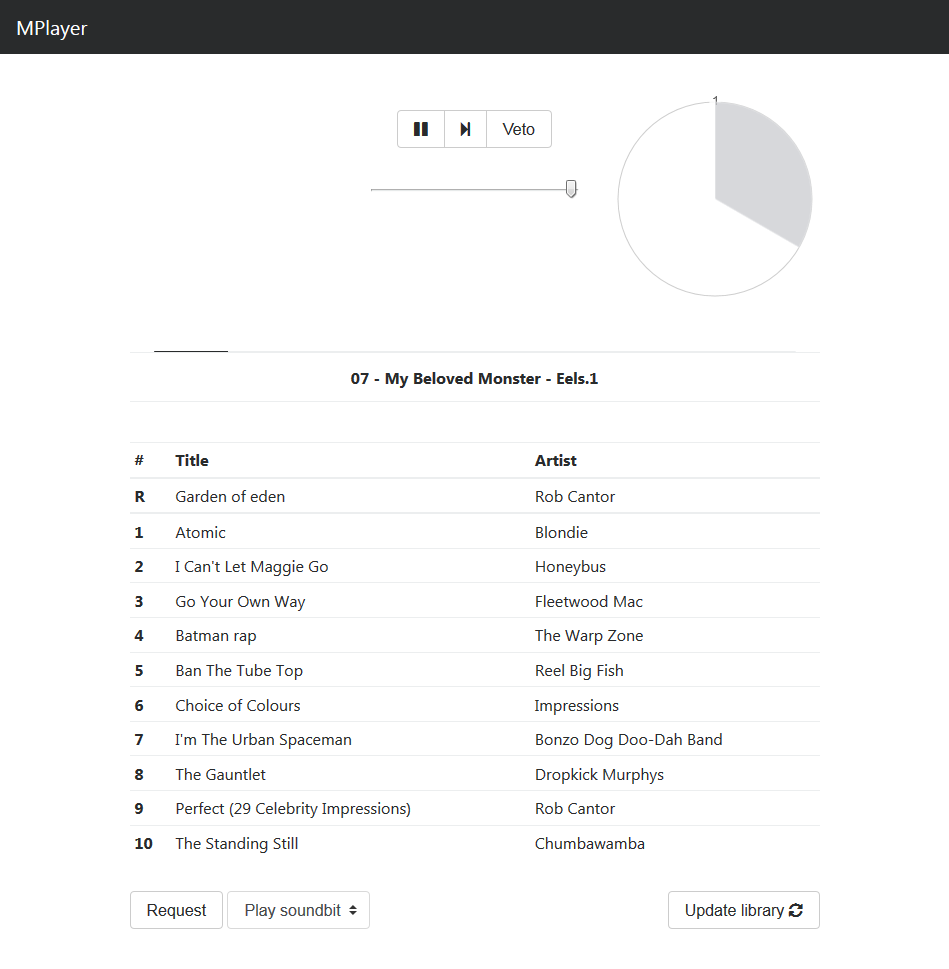 MPlayer
Veto
1
07 - My Beloved Monster - Eels.1
# Title Artist
R Garden of eden Rob Cantor
1 Atomic Blondie
2 I Can't Let Maggie Go Honeybus
3 Go Your Own Way Fleetwood Mac
4 Batman rap The Warp Zone
5 Ban The Tube Top Reel Big Fish
6 Choice of Colours Impressions
7 I'm The Urban Spaceman Bonzo Dog Doo-Dah Band
8 The Gauntlet Dropkick Murphys
9 Perfect (29 Celebrity Impressions) Rob Cantor
10 The Standing Still Chumbawamba
Request Play soundbit Update library